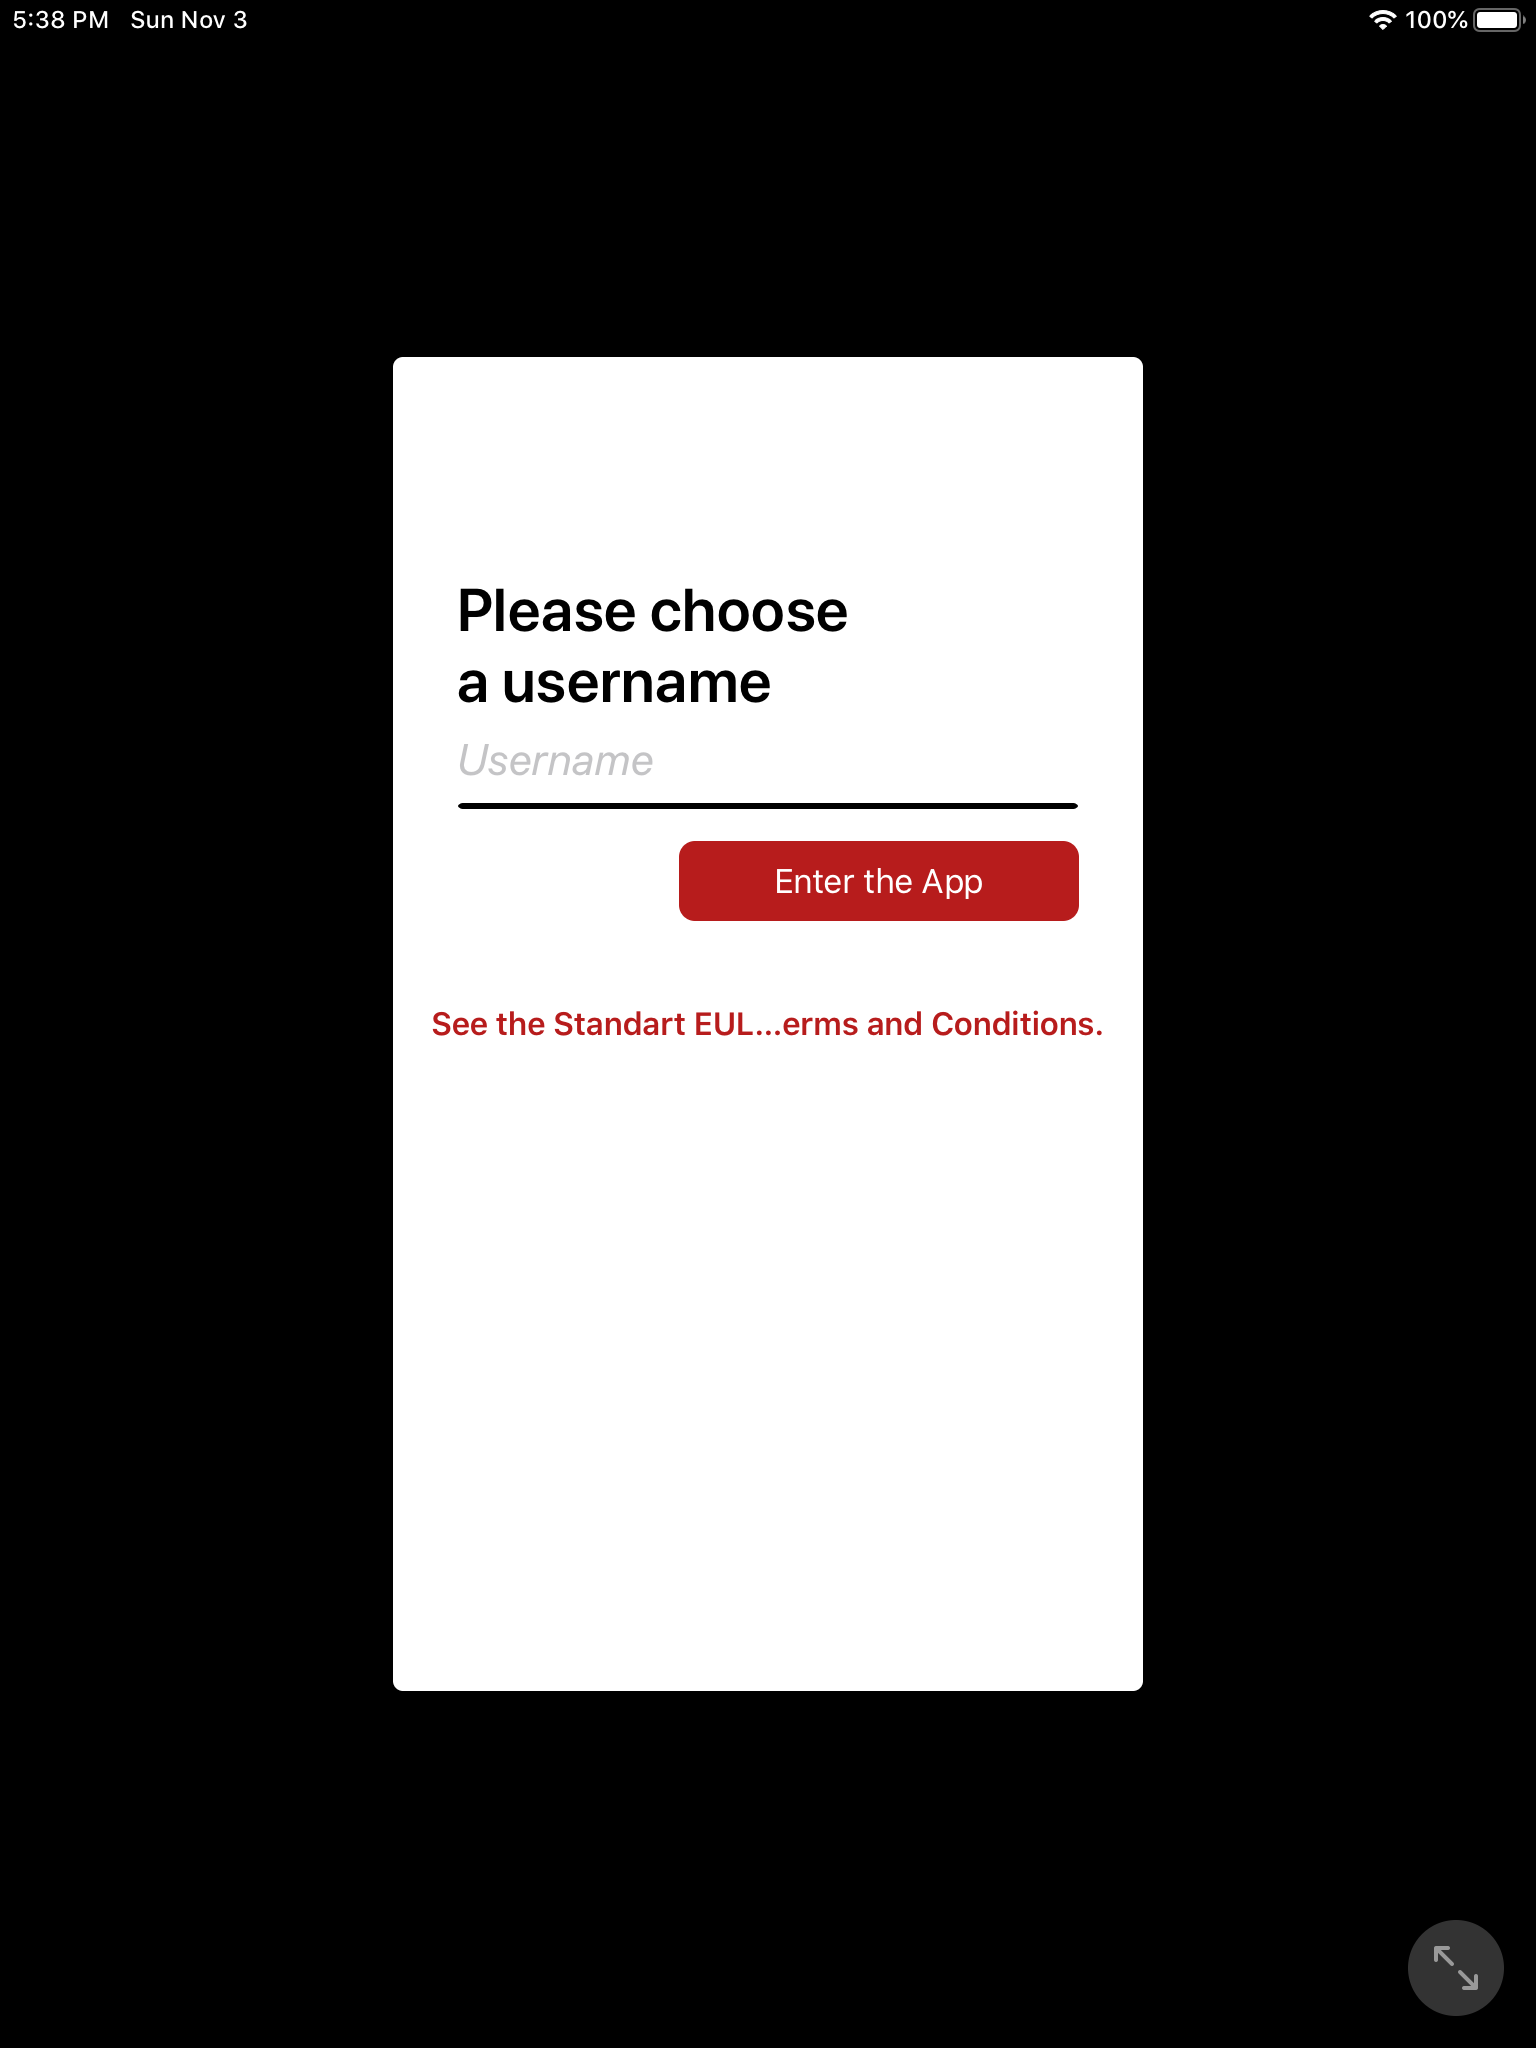 5:38 PM Sun Nov 3 100%
Please choose
a username
Username
Enter the App
See the Standart EUL...erms and Conditions.